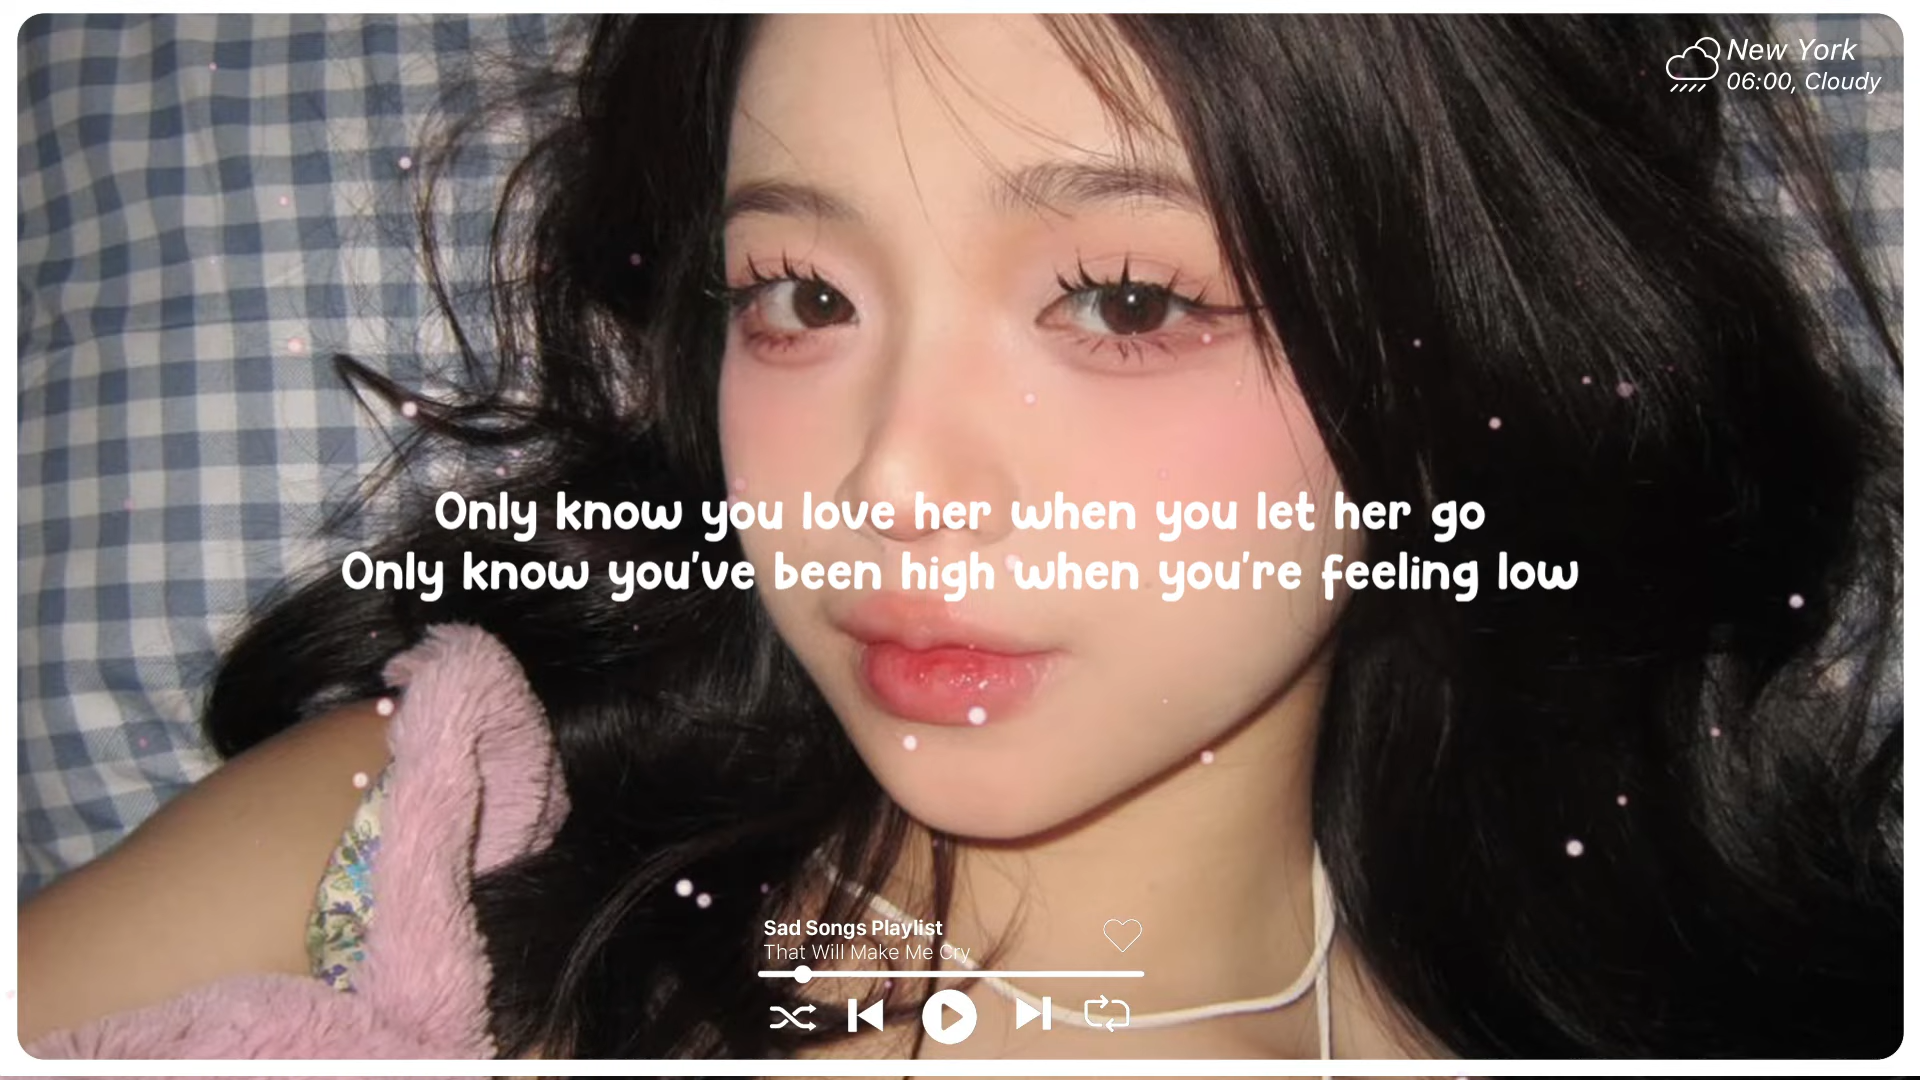 New York
06:00, Cloudy
Only know you love her when you let her go
Only know you've been high when you're feeling low
Sad Songs Playlist
That Will Make Me Cry